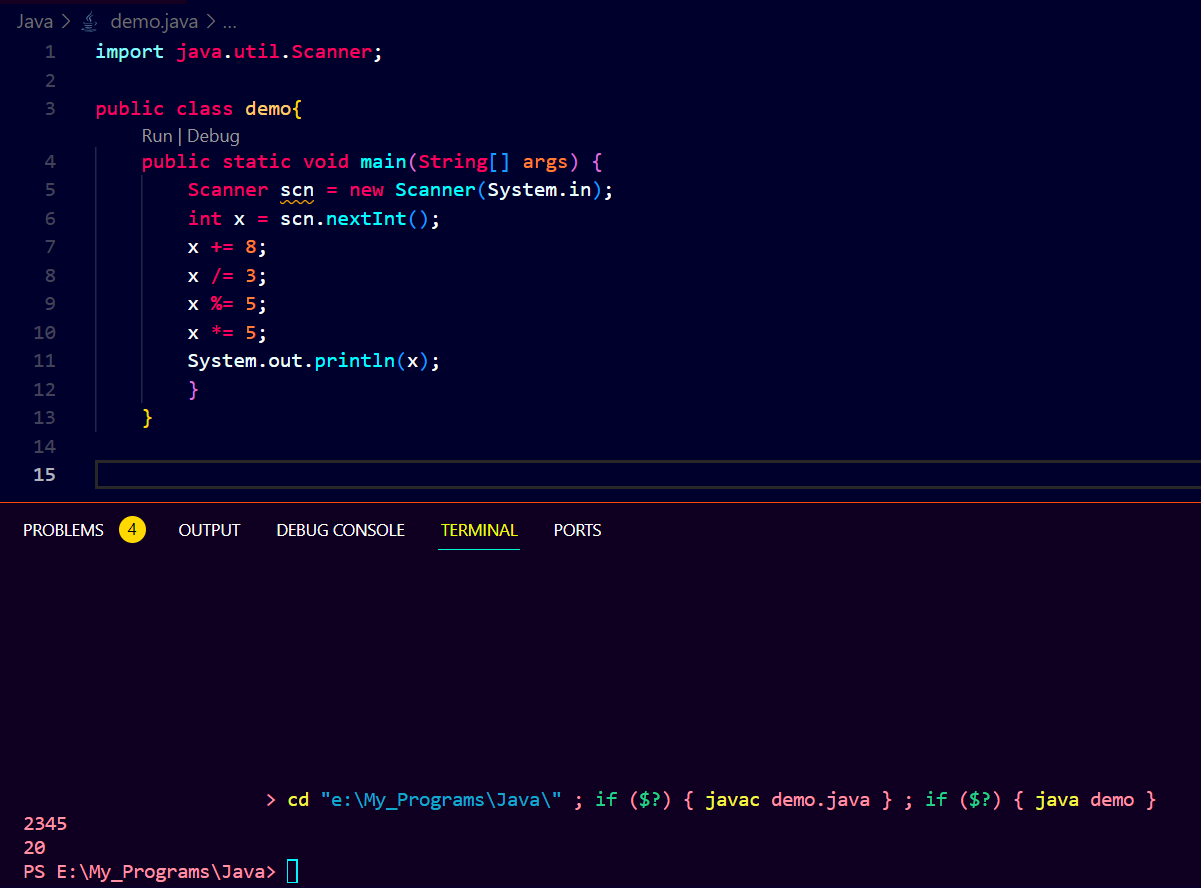 Java > demo.java > ...
1 import java.util.Scanner;
2
3 public class demo{
Run | Debug
4 public static void main(String[] args) {
5 Scanner scn = new Scanner(System.in);
6 int x = scn.nextInt();
7 x += 8;
8 x /= 3;
9 x %= 5;
10 x *= 5;
11 System.out.println(x);
12 }
13 }
14
15
PROBLEMS 4 OUTPUT DEBUG CONSOLE TERMINAL PORTS
> cd "e:\My_Programs\Java\" ; if ($?) { javac demo.java } ; if ($?) { java demo }
2345
20
PS E:\My_Programs\Java>